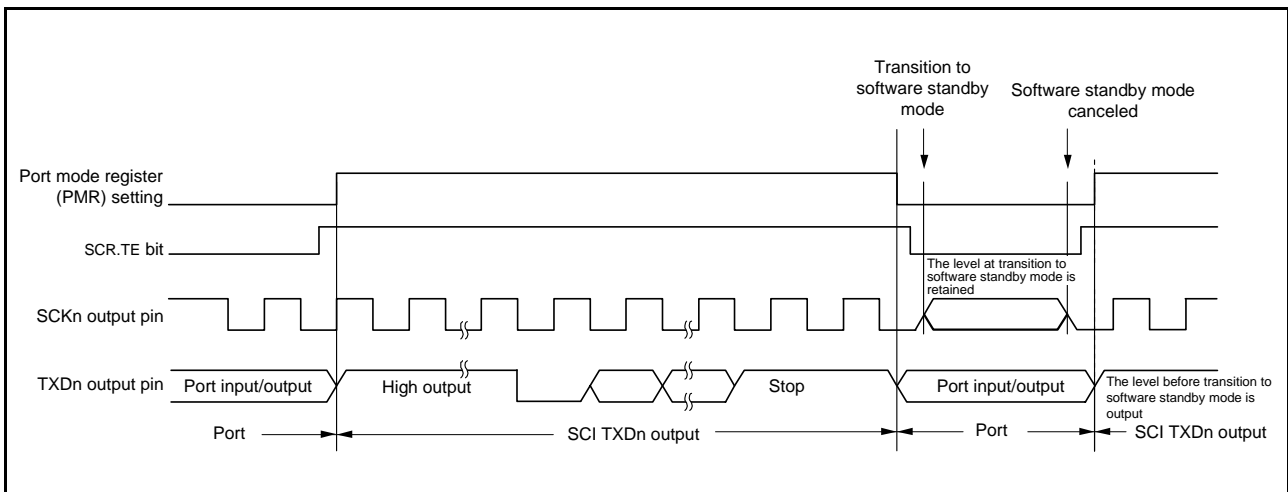 Transition to
software standby
mode
Software standby mode
canceled
Port mode register
(PMR) setting
SCR.TE bit
The level at transition to
software standby mode is
retained
SCKn output pin
TXDn output pin
Port input/output
High output
Stop
Port input/output
The level before transition to
software standby mode is
output
Port
SCI TXDn output
Port
SCI TXDn output